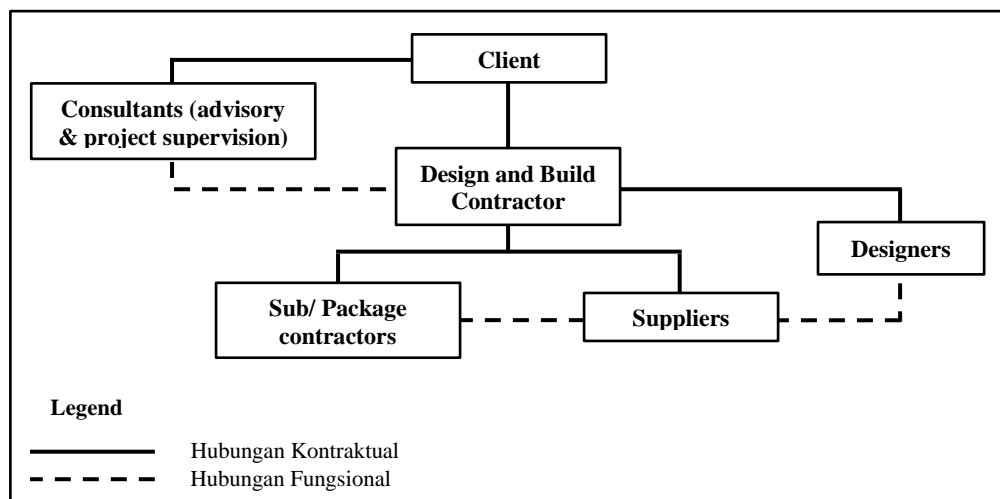 Client
Consultants (advisory
& project supervision)
Design and Build
Contractor
Designers
Sub/ Package
contractors
Suppliers
Legend
Hubungan Kontraktual
Hubungan Fungsional